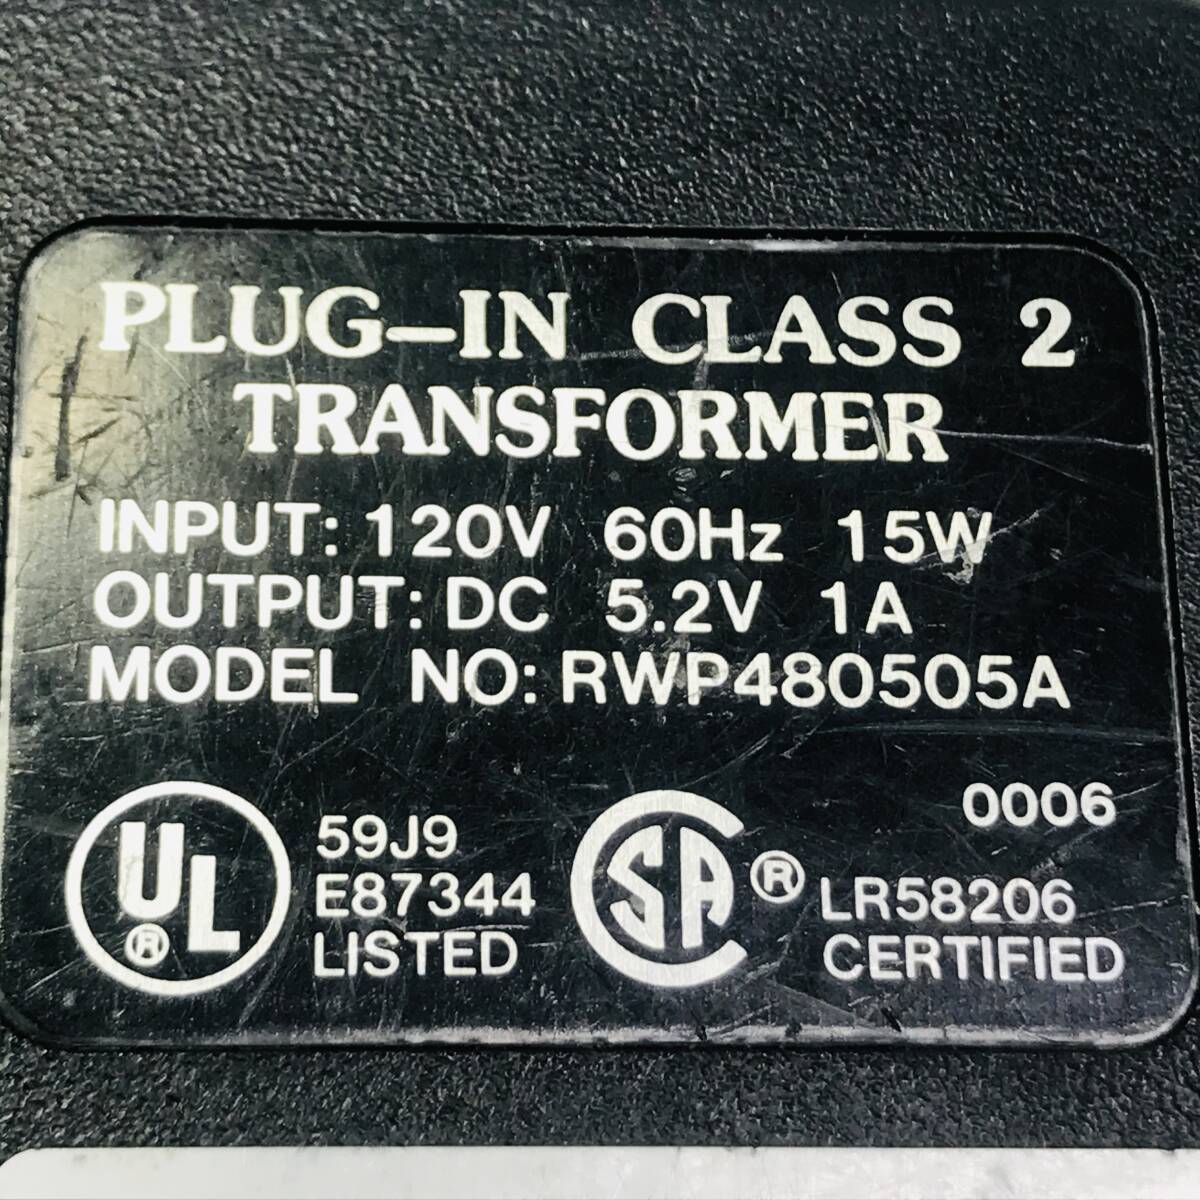 PLUG-IN CLASS 2
TRANSFORMER
INPUT: 120V 60Hz 15W
OUTPUT: DC 5.2V 1A
MODEL NO: RWP480505A
UL ®
59J9
E87344
LISTED
SA ®
0006
LR58206
CERTIFIED